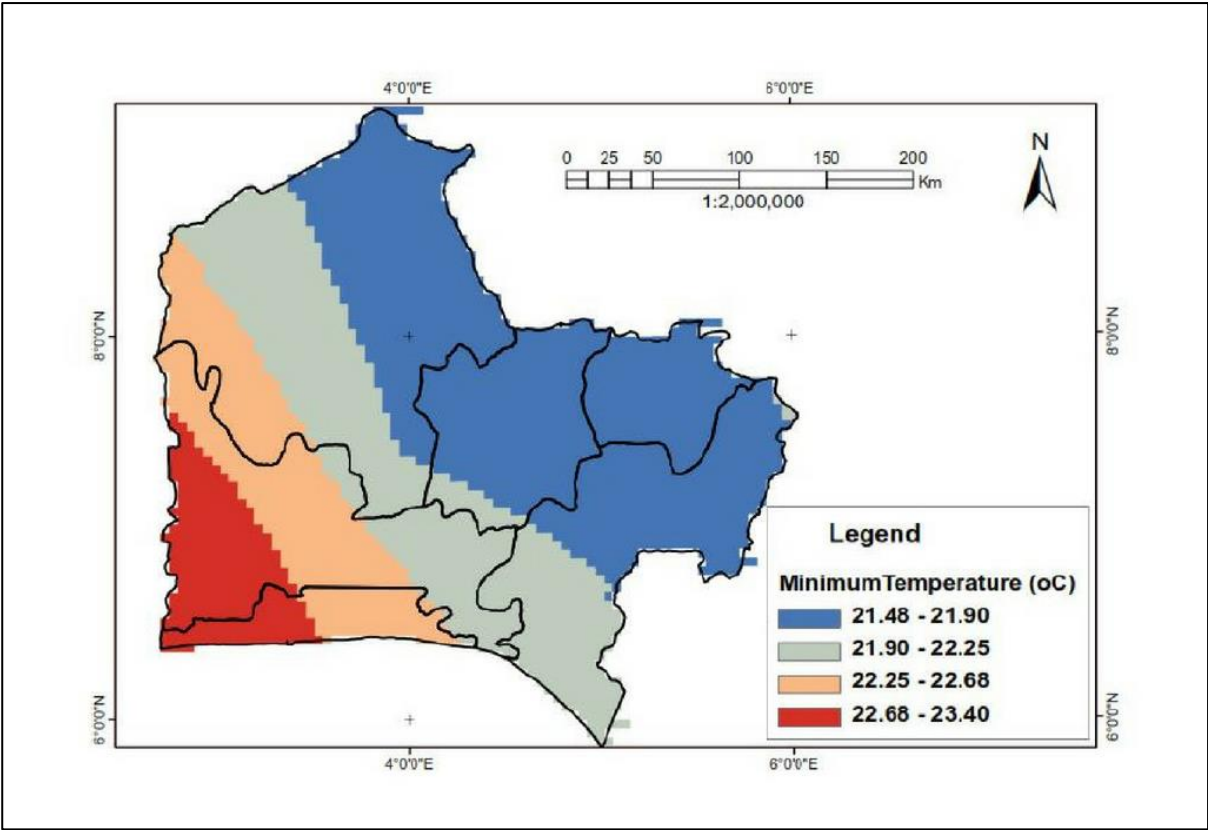 4°0'0"E 6°0'0"E
N
0 25 50 100 150 200
Km
1:2,000,000
8°0'0"N 8°0'0"N
Legend
MinimumTemperature (oC)
21.48 - 21.90
21.90 - 22.25
22.25 - 22.68
22.68 - 23.40
6°0'0"N 6°0'0"N
4°0'0"E 6°0'0"E